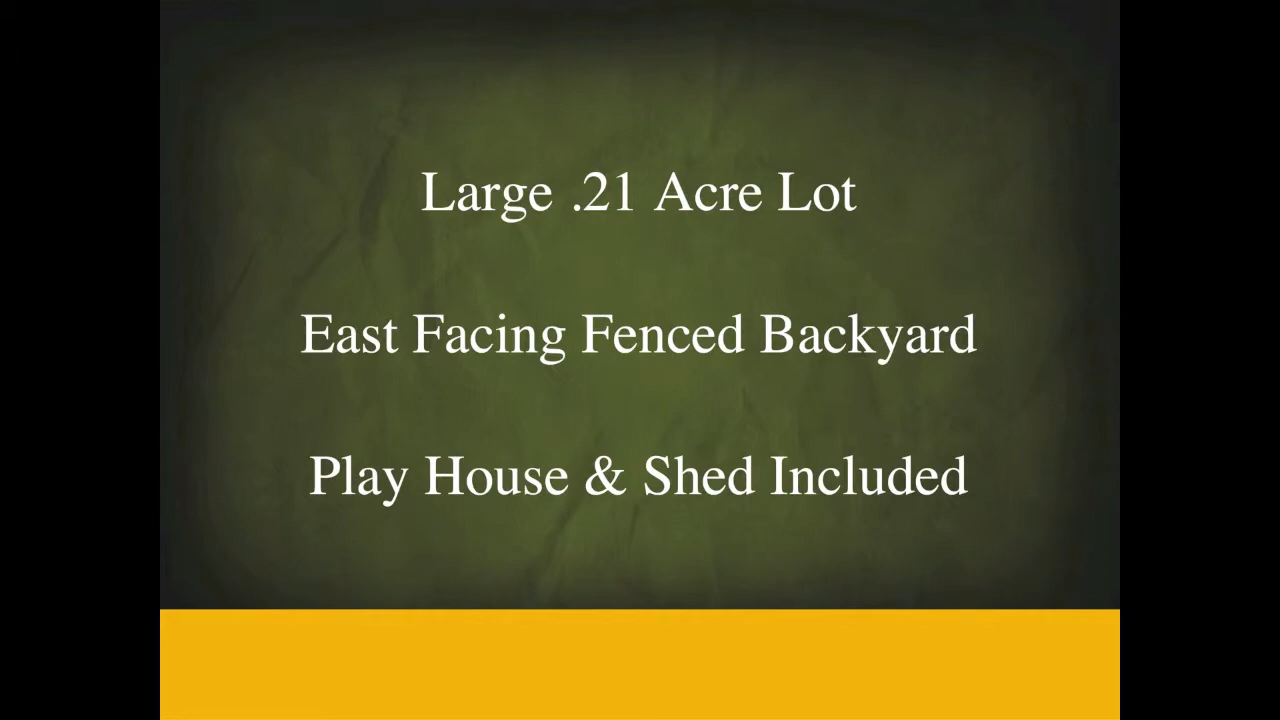 Large .21 Acre Lot
East Facing Fenced Backyard
Play House & Shed Included